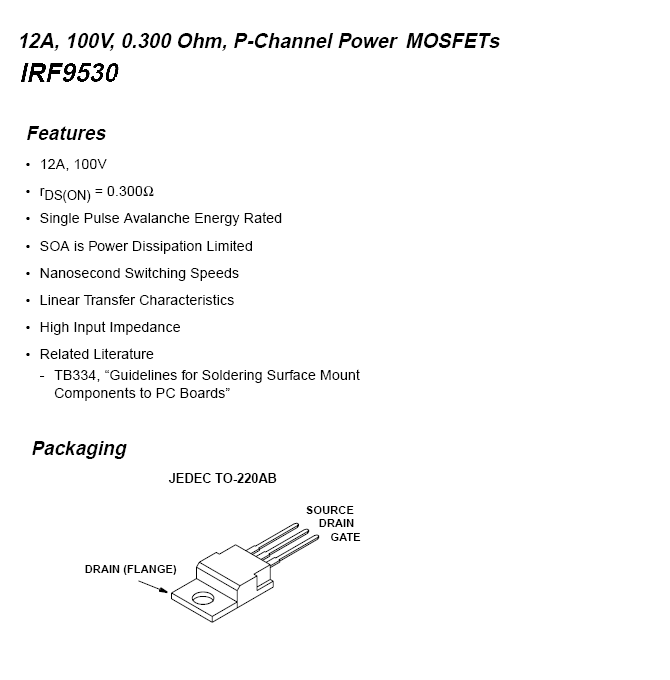 12A, 100V, 0.300 Ohm, P-Channel Power MOSFETs
IRF9530
Features
• 12A, 100V
• rDS(ON) = 0.300Ω
• Single Pulse Avalanche Energy Rated
• SOA is Power Dissipation Limited
• Nanosecond Switching Speeds
• Linear Transfer Characteristics
• High Input Impedance
• Related Literature
- TB334, “Guidelines for Soldering Surface Mount
Components to PC Boards”
Packaging
JEDEC TO-220AB
SOURCE
DRAIN
GATE
DRAIN (FLANGE)